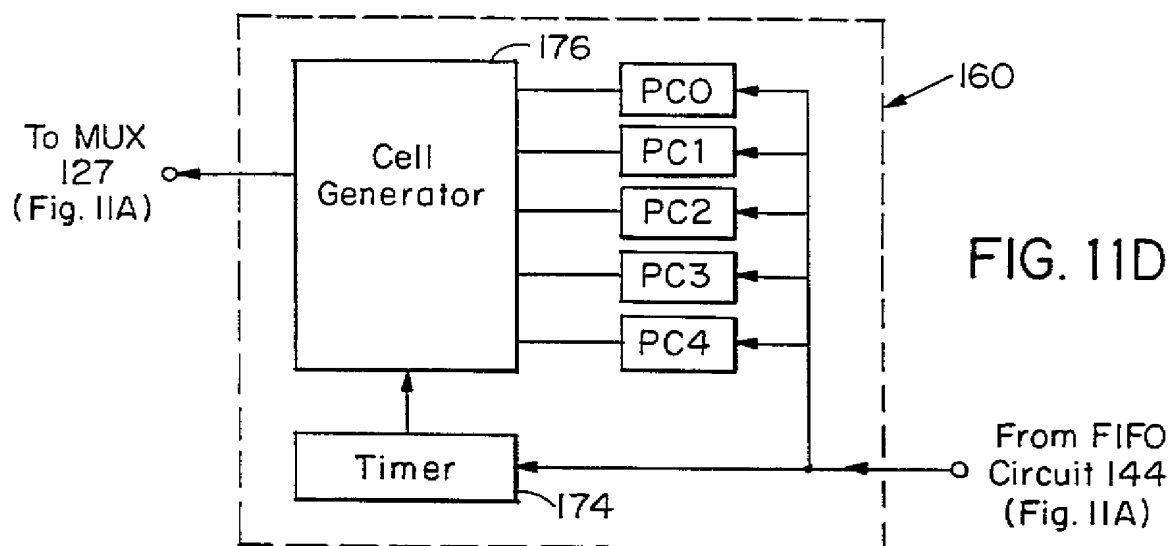 176
PC0
160
To MUX
127
(Fig. 11A)
Cell
Generator
PC1
PC2
PC3
PC4
FIG. 11D
Timer
174
From FIFO
Circuit 144
(Fig. 11A)